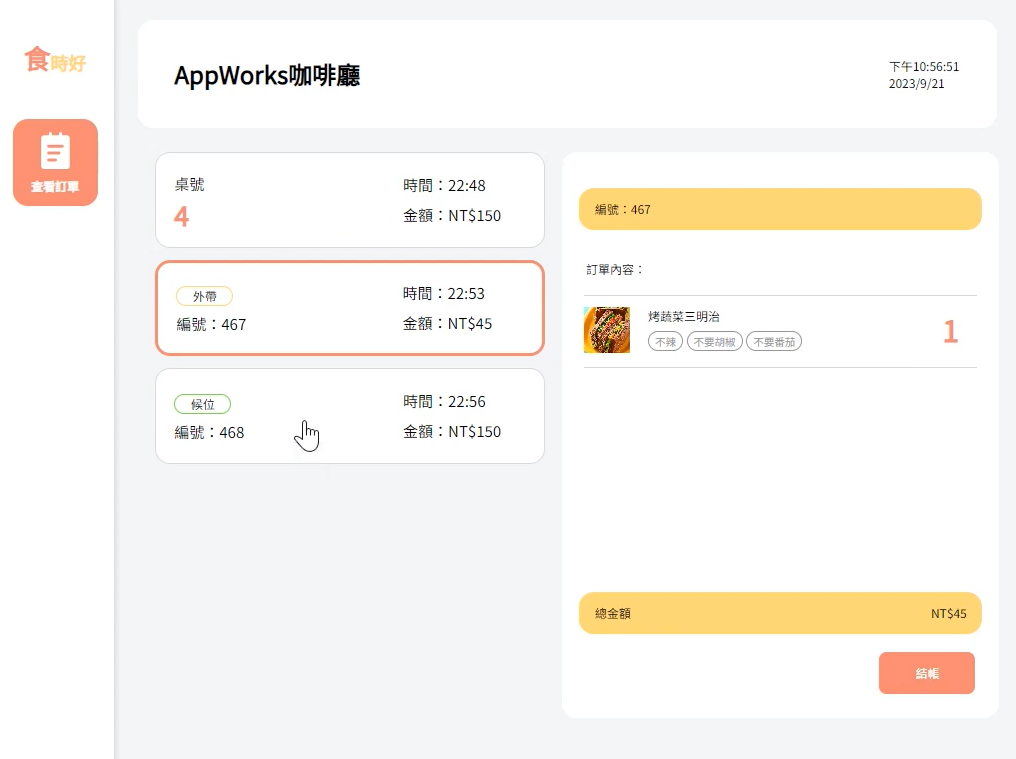 食時好
查看訂單
AppWorks咖啡廳
下午10:56:51
2023/9/21
桌號
4
時間：22:48
金額：NT$150
外帶
編號：467
時間：22:53
金額：NT$45
候位
編號：468
時間：22:56
金額：NT$150
編號：467
訂單內容：
烤蔬菜三明治
不辣 不要胡椒 不要番茄
1
總金額 NT$45
結帳